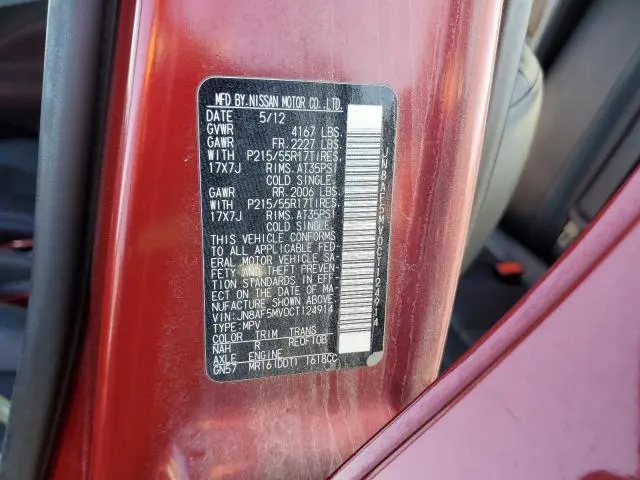 MFD BY.NISSAN MOTOR CO.,LTD.
DATE 5/12
GVWR 4167 LBS.
GAWR FR. 2227 LBS.
WITH P215/55R17TIRES,
17X7J RIMS, AT35PSI
COLD SINGLE.
GAWR RR. 2006 LBS.
WITH P215/55R17TIRES,
17X7J RIMS, AT35PSI
COLD SINGLE.
THIS VEHICLE CONFORMS
TO ALL APPLICABLE FED-
ERAL MOTOR VEHICLE SA-
FETY AND THEFT PREVEN-
TION STANDARDS IN EFF-
ECT ON THE DATE OF MA-
NUFACTURE SHOWN ABOVE.
VIN:JN8AF5MV0CT124914
TYPE:MPV
COLOR TRIM TRANS
NAH R RE0F10B
AXLE ENGINE
GN57 MR16(DDT) 1618CC
JN8AF5MV0CT124914